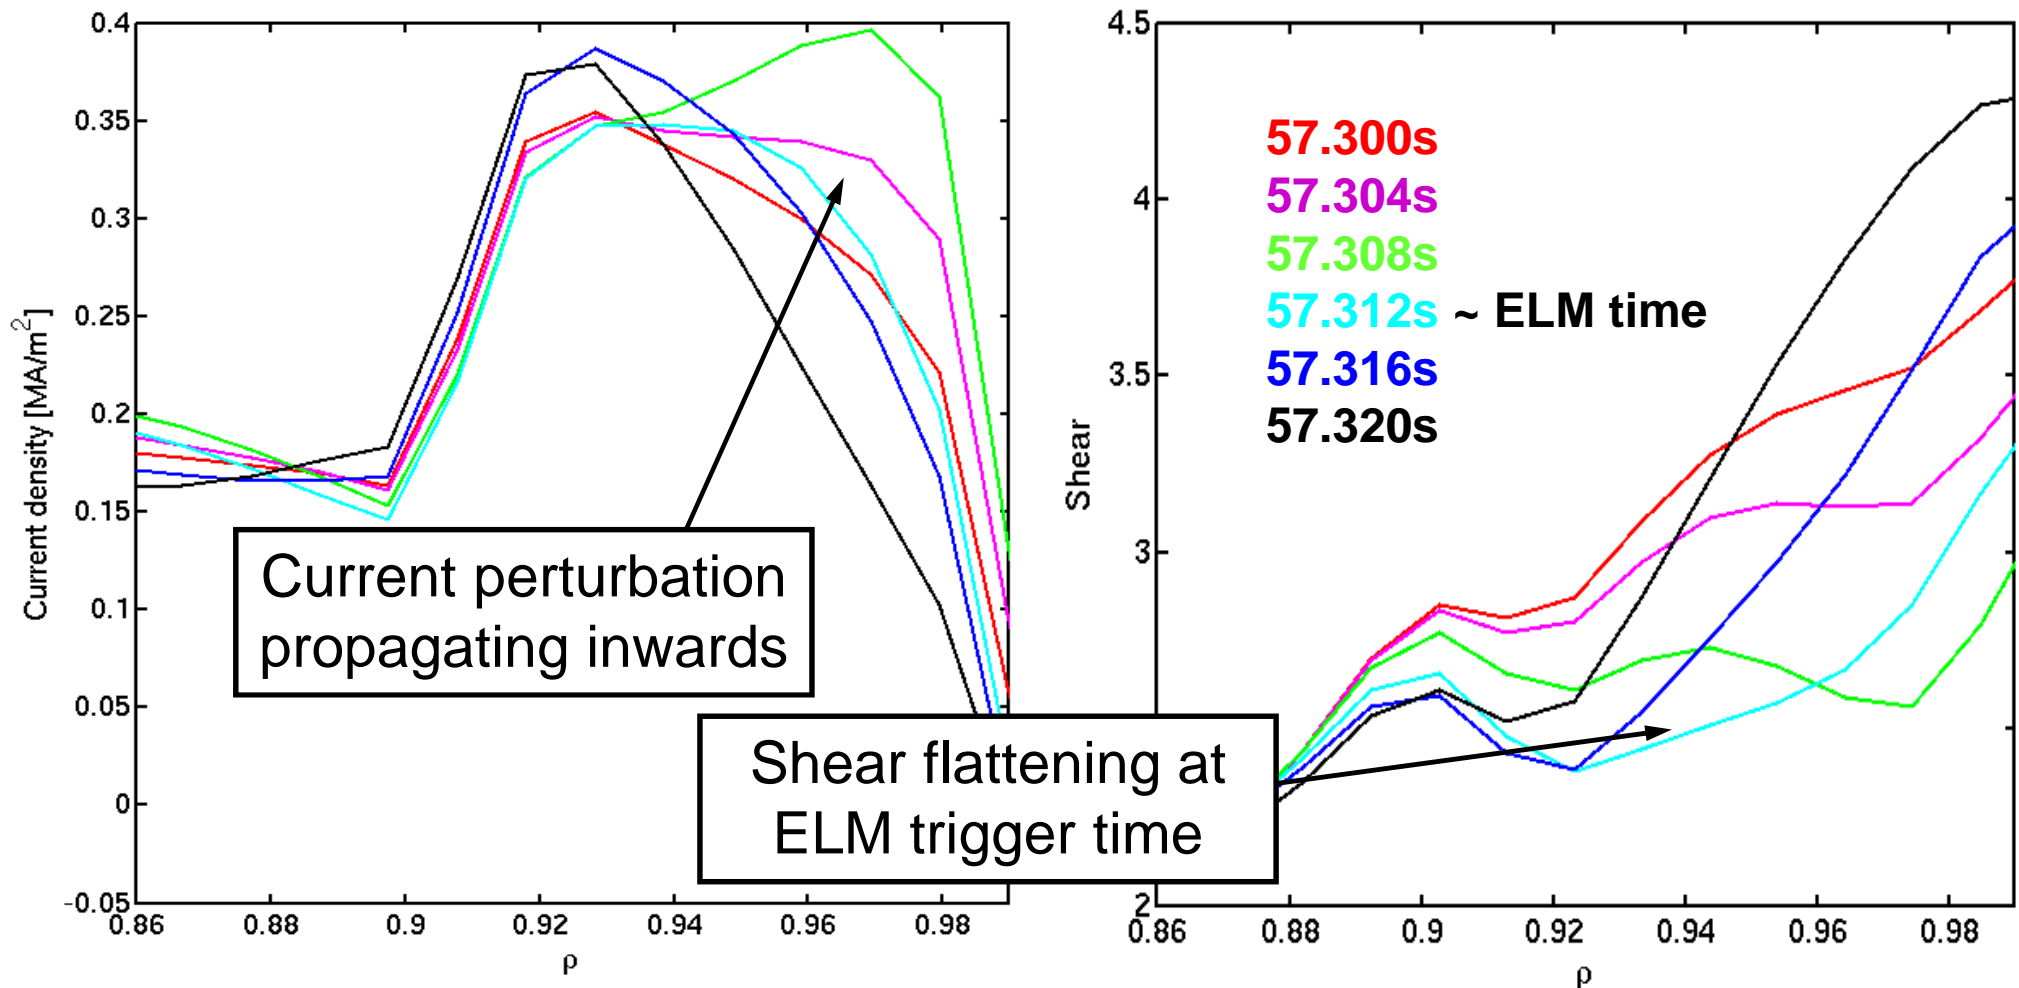 0.4
0.35
0.3
0.25
0.2
0.15
0.1
0.05
0
-0.05
Current density [MA/m²]
0.86
0.88
0.9
0.92
0.94
0.96
0.98
ρ
Current perturbation
propagating inwards
4.5
4
3.5
3
2
Shear
57.300s
57.304s
57.308s
57.312s ~ ELM time
57.316s
57.320s
Shear flattening at
ELM trigger time
0.86
0.88
0.9
0.92
0.94
0.96
0.98
ρ